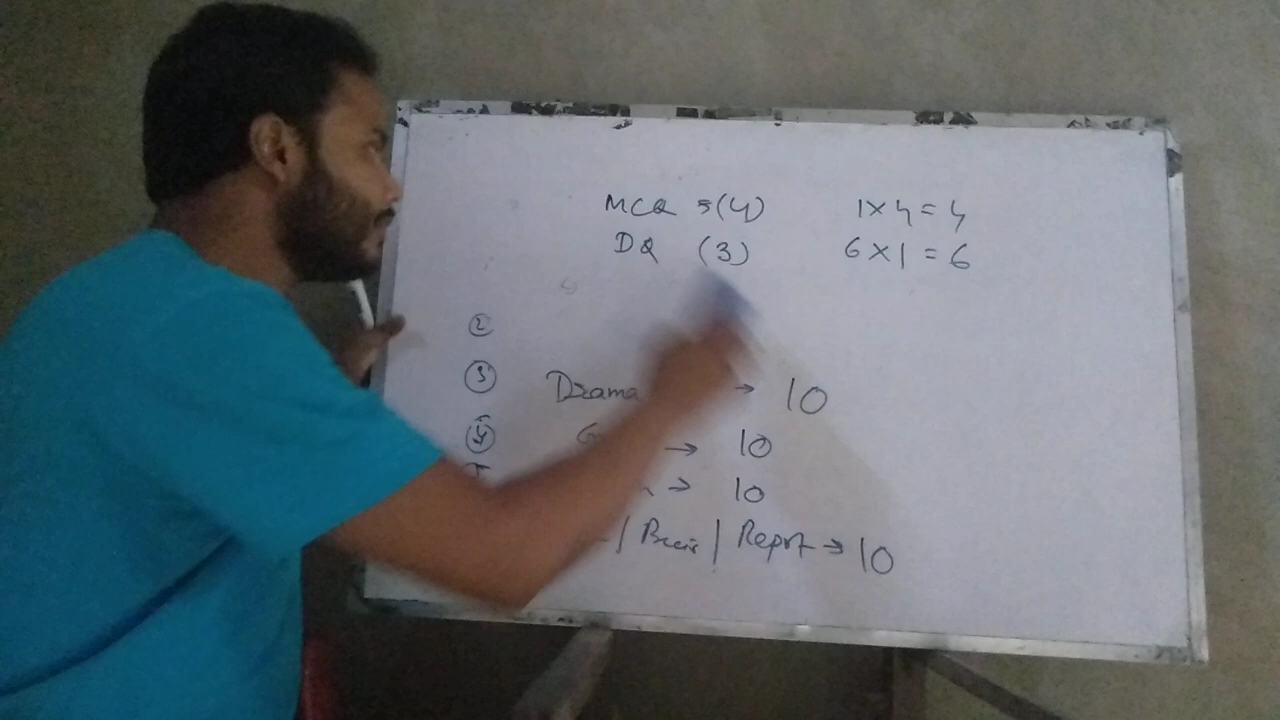 MCQ = (4) 1 x 4 = 4
DQ (3) 6 x 1 = 6
②
③ Drama → 10
④ → 10
→ 10
/ Precis / Report → 10